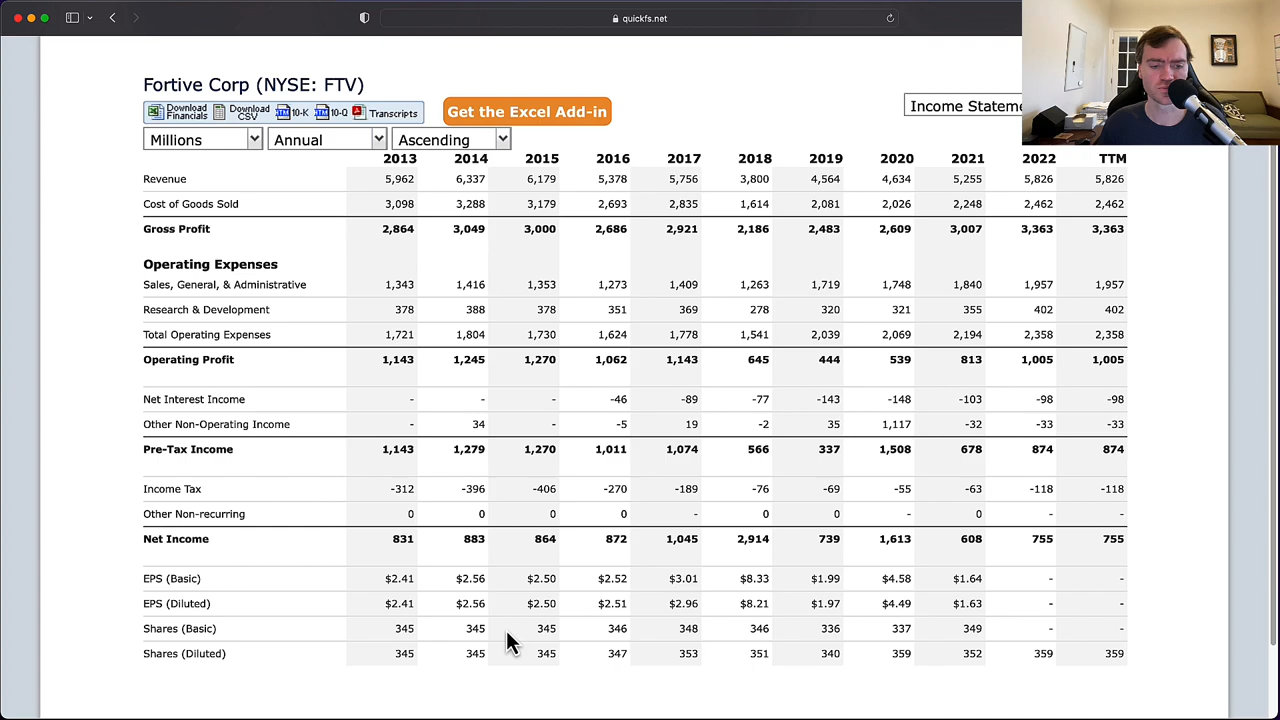 quickfs.net
Fortive Corp (NYSE: FTV)
Download Financials Download CSV 10-K 10-Q Transcripts
Get the Excel Add-in
Income Stateme
Millions Annual Ascending
2013 2014 2015 2016 2017 2018 2019 2020 2021 2022 TTM
Revenue 5,962 6,337 6,179 5,378 5,756 3,800 4,564 4,634 5,255 5,826 5,826
Cost of Goods Sold 3,098 3,288 3,179 2,693 2,835 1,614 2,081 2,026 2,248 2,462 2,462
Gross Profit 2,864 3,049 3,000 2,686 2,921 2,186 2,483 2,609 3,007 3,363 3,363
Operating Expenses
Sales, General, & Administrative 1,343 1,416 1,353 1,273 1,409 1,263 1,719 1,748 1,840 1,957 1,957
Research & Development 378 388 378 351 369 278 320 321 355 402 402
Total Operating Expenses 1,721 1,804 1,730 1,624 1,778 1,541 2,039 2,069 2,194 2,358 2,358
Operating Profit 1,143 1,245 1,270 1,062 1,143 645 444 539 813 1,005 1,005
Net Interest Income - - - -46 -89 -77 -143 -148 -103 -98 -98
Other Non-Operating Income - 34 - -5 19 -2 35 1,117 -32 -33 -33
Pre-Tax Income 1,143 1,279 1,270 1,011 1,074 566 337 1,508 678 874 874
Income Tax -312 -396 -406 -270 -189 -76 -69 -55 -63 -118 -118
Other Non-recurring 0 0 0 0 - 0 0 - 0 - -
Net Income 831 883 864 872 1,045 2,914 739 1,613 608 755 755
EPS (Basic) $2.41 $2.56 $2.50 $2.52 $3.01 $8.33 $1.99 $4.58 $1.64 - -
EPS (Diluted) $2.41 $2.56 $2.50 $2.51 $2.96 $8.21 $1.97 $4.49 $1.63 - -
Shares (Basic) 345 345 345 346 348 346 336 337 349 - -
Shares (Diluted) 345 345 345 347 353 351 340 359 352 359 359